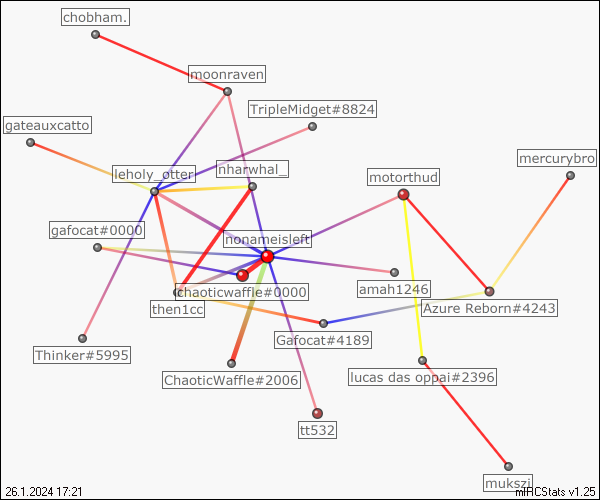 chobham.
moonraven
TripleMidget#8824
gateauxcatto
mercurybro
leholy_otter
nharwhal_
motorthud
gafocat#0000
nonameisleft
chaoticwaffle#0000
amah1246
then1cc
Azure Reborn#4243
Gafocat#4189
Thinker#5995
ChaoticWaffle#2006
lucas das oppai#2396
tt532
mukszi
26.1.2024 17:21
mIRCStats v1.25